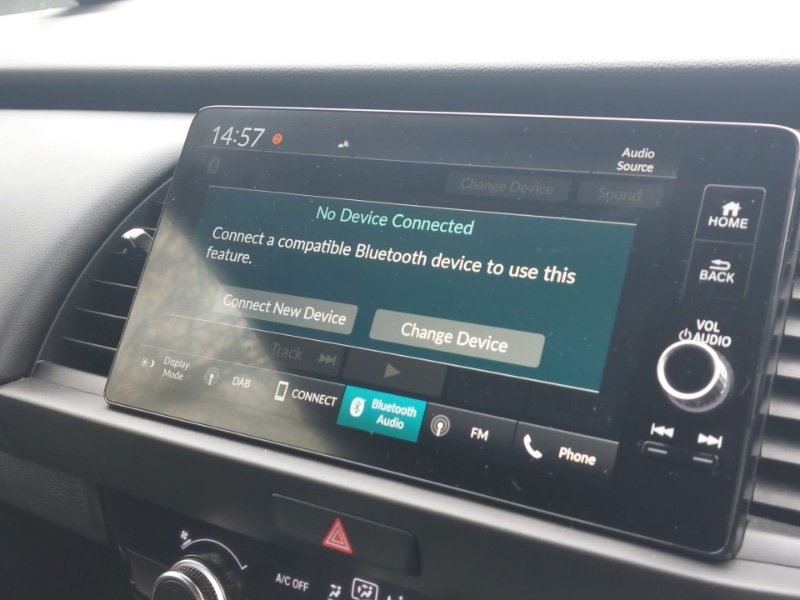 14:57
Audio
Source
Change Device
Sound
No Device Connected
Connect a compatible Bluetooth device to use this
feature.
Connect New Device
Change Device
Track
Display
Mode
DAB
CONNECT
Bluetooth
Audio
FM
Phone
HOME
BACK
VOL
AUDIO
A/C OFF